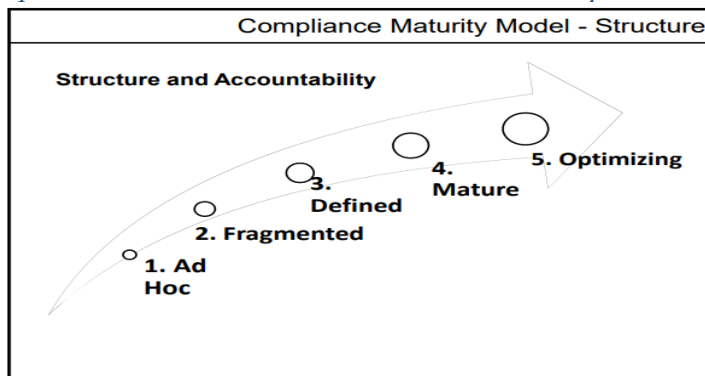 Compliance Maturity Model - Structure
Structure and Accountability
5. Optimizing
4.
Mature
3.
Defined
2. Fragmented
1. Ad
Hoc